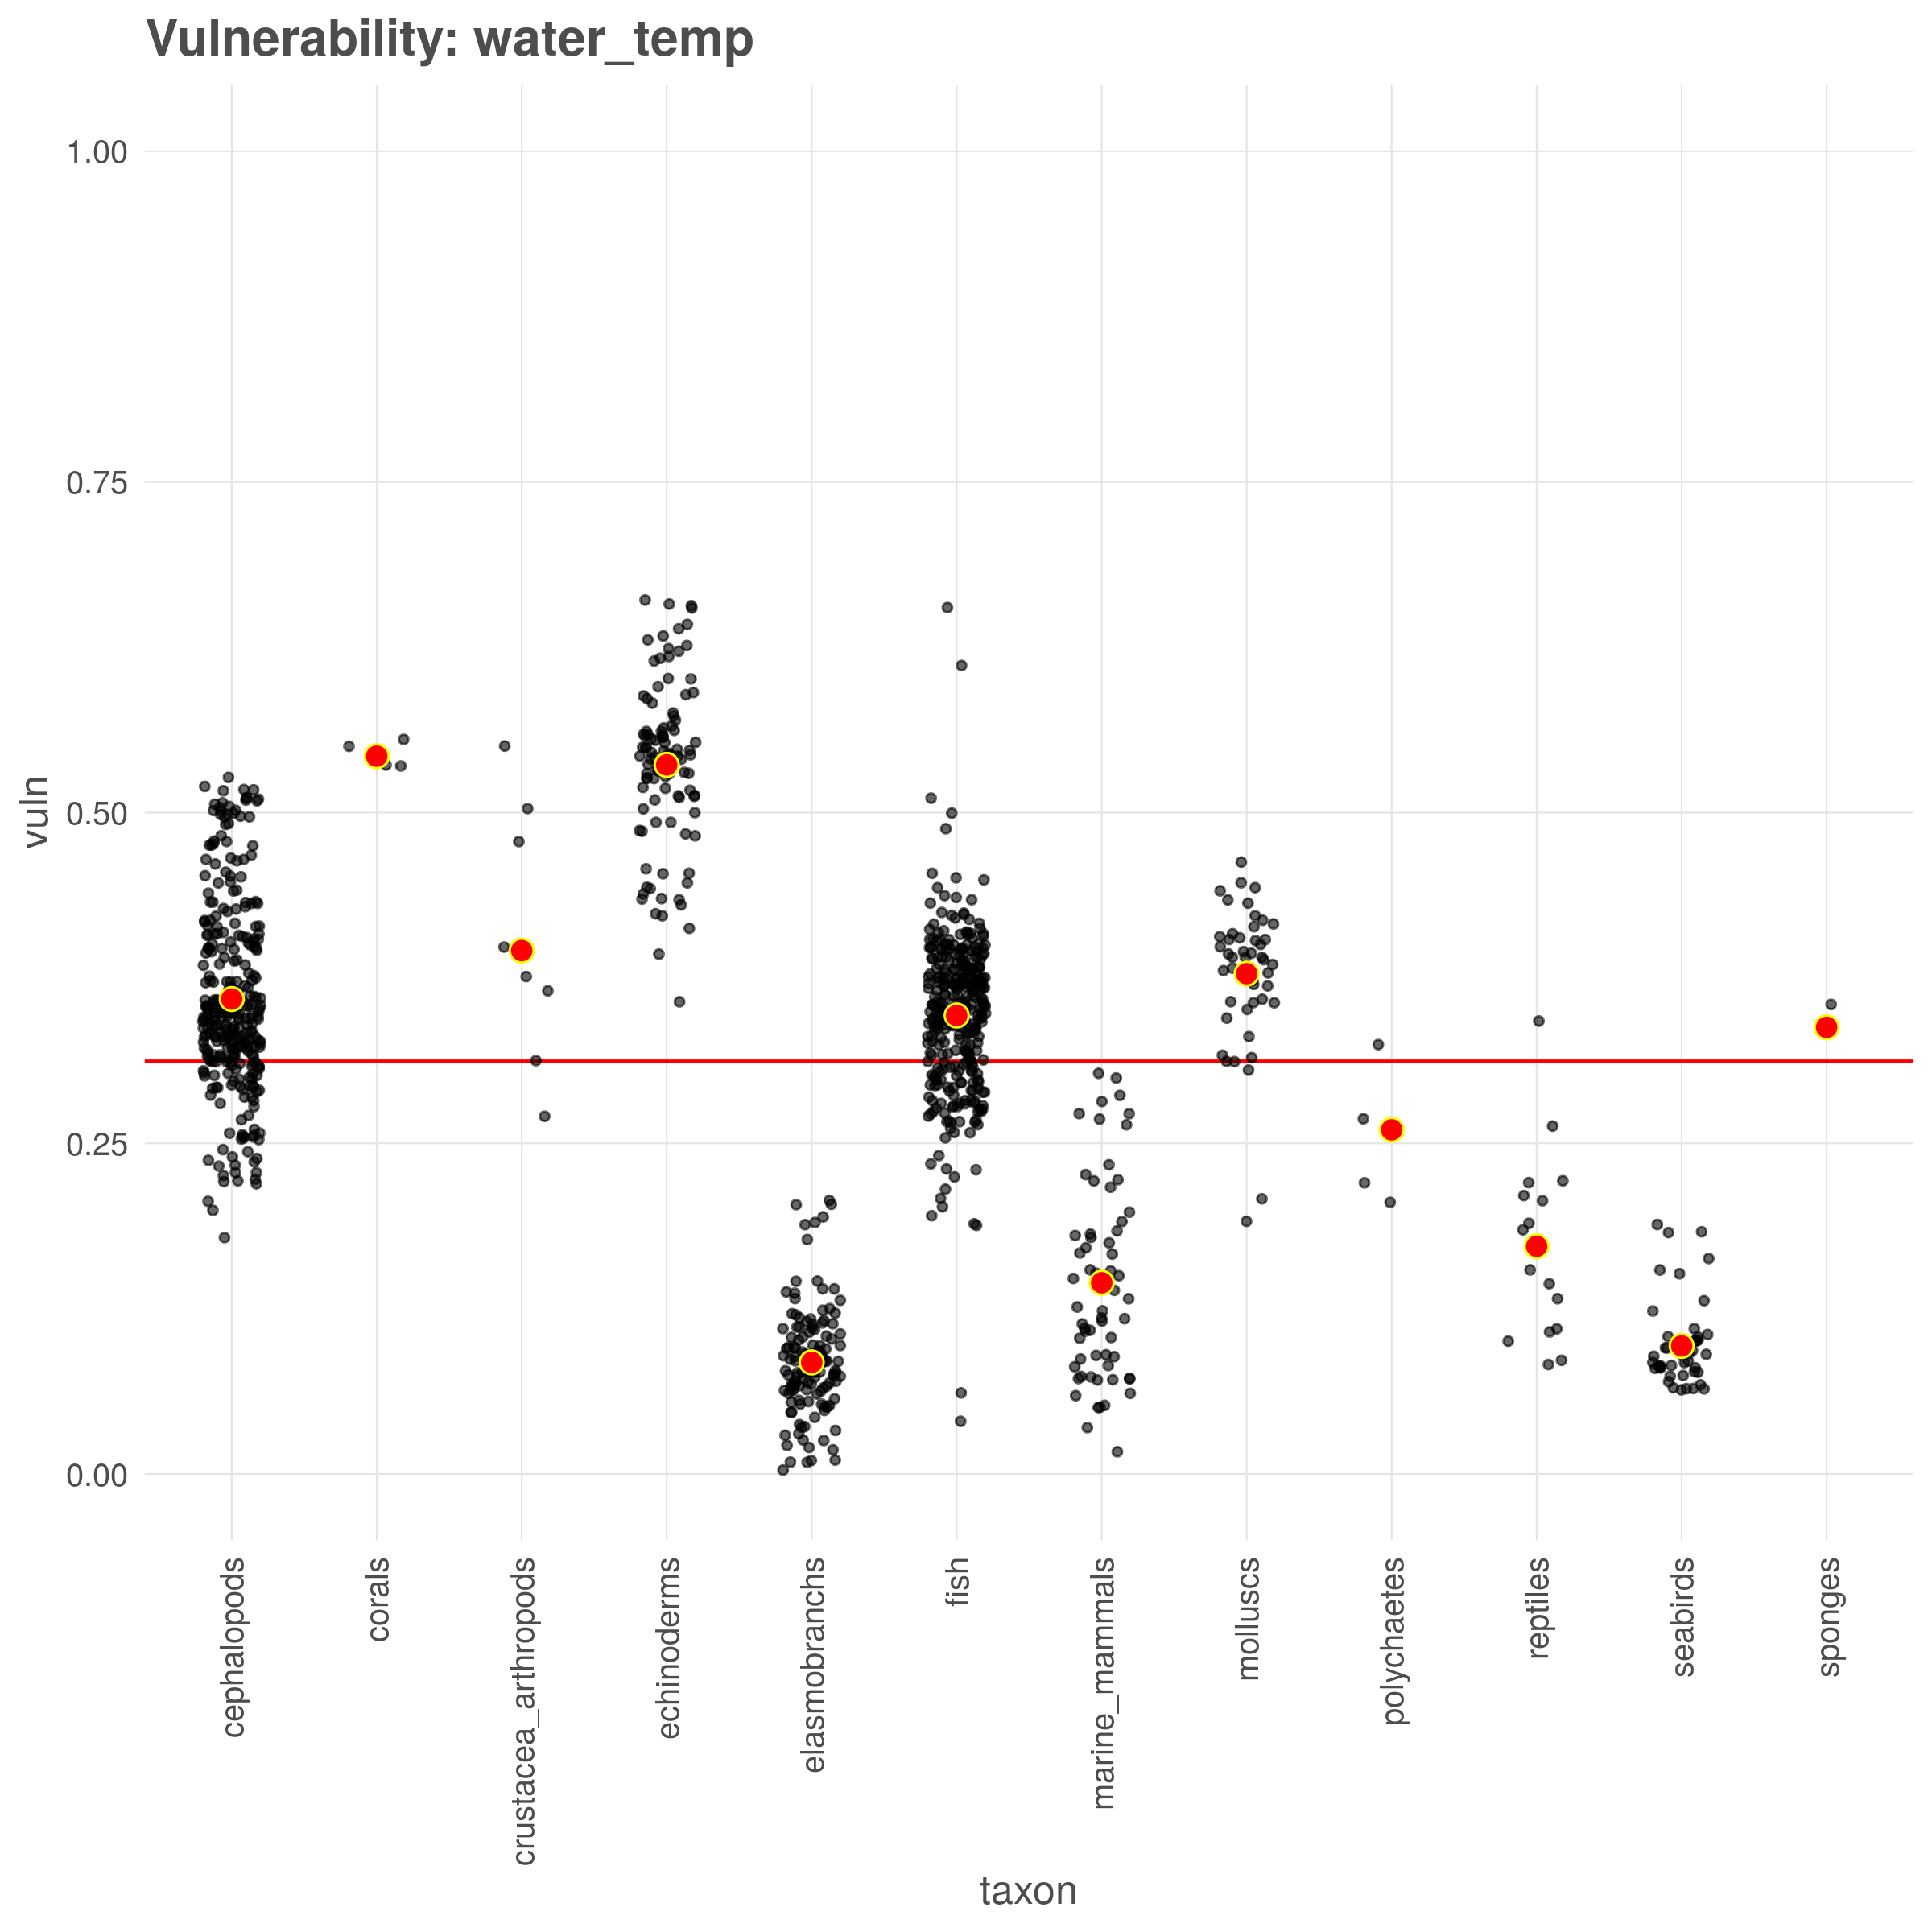 Vulnerability: water_temp
1.00
0.75
0.50
0.25
0.00
vuln
cephalopods
corals
crustacea_arthropods
echinoderms
elasmobranchs
fish
marine_mammals
molluscs
polychaetes
reptiles
seabirds
sponges
taxon